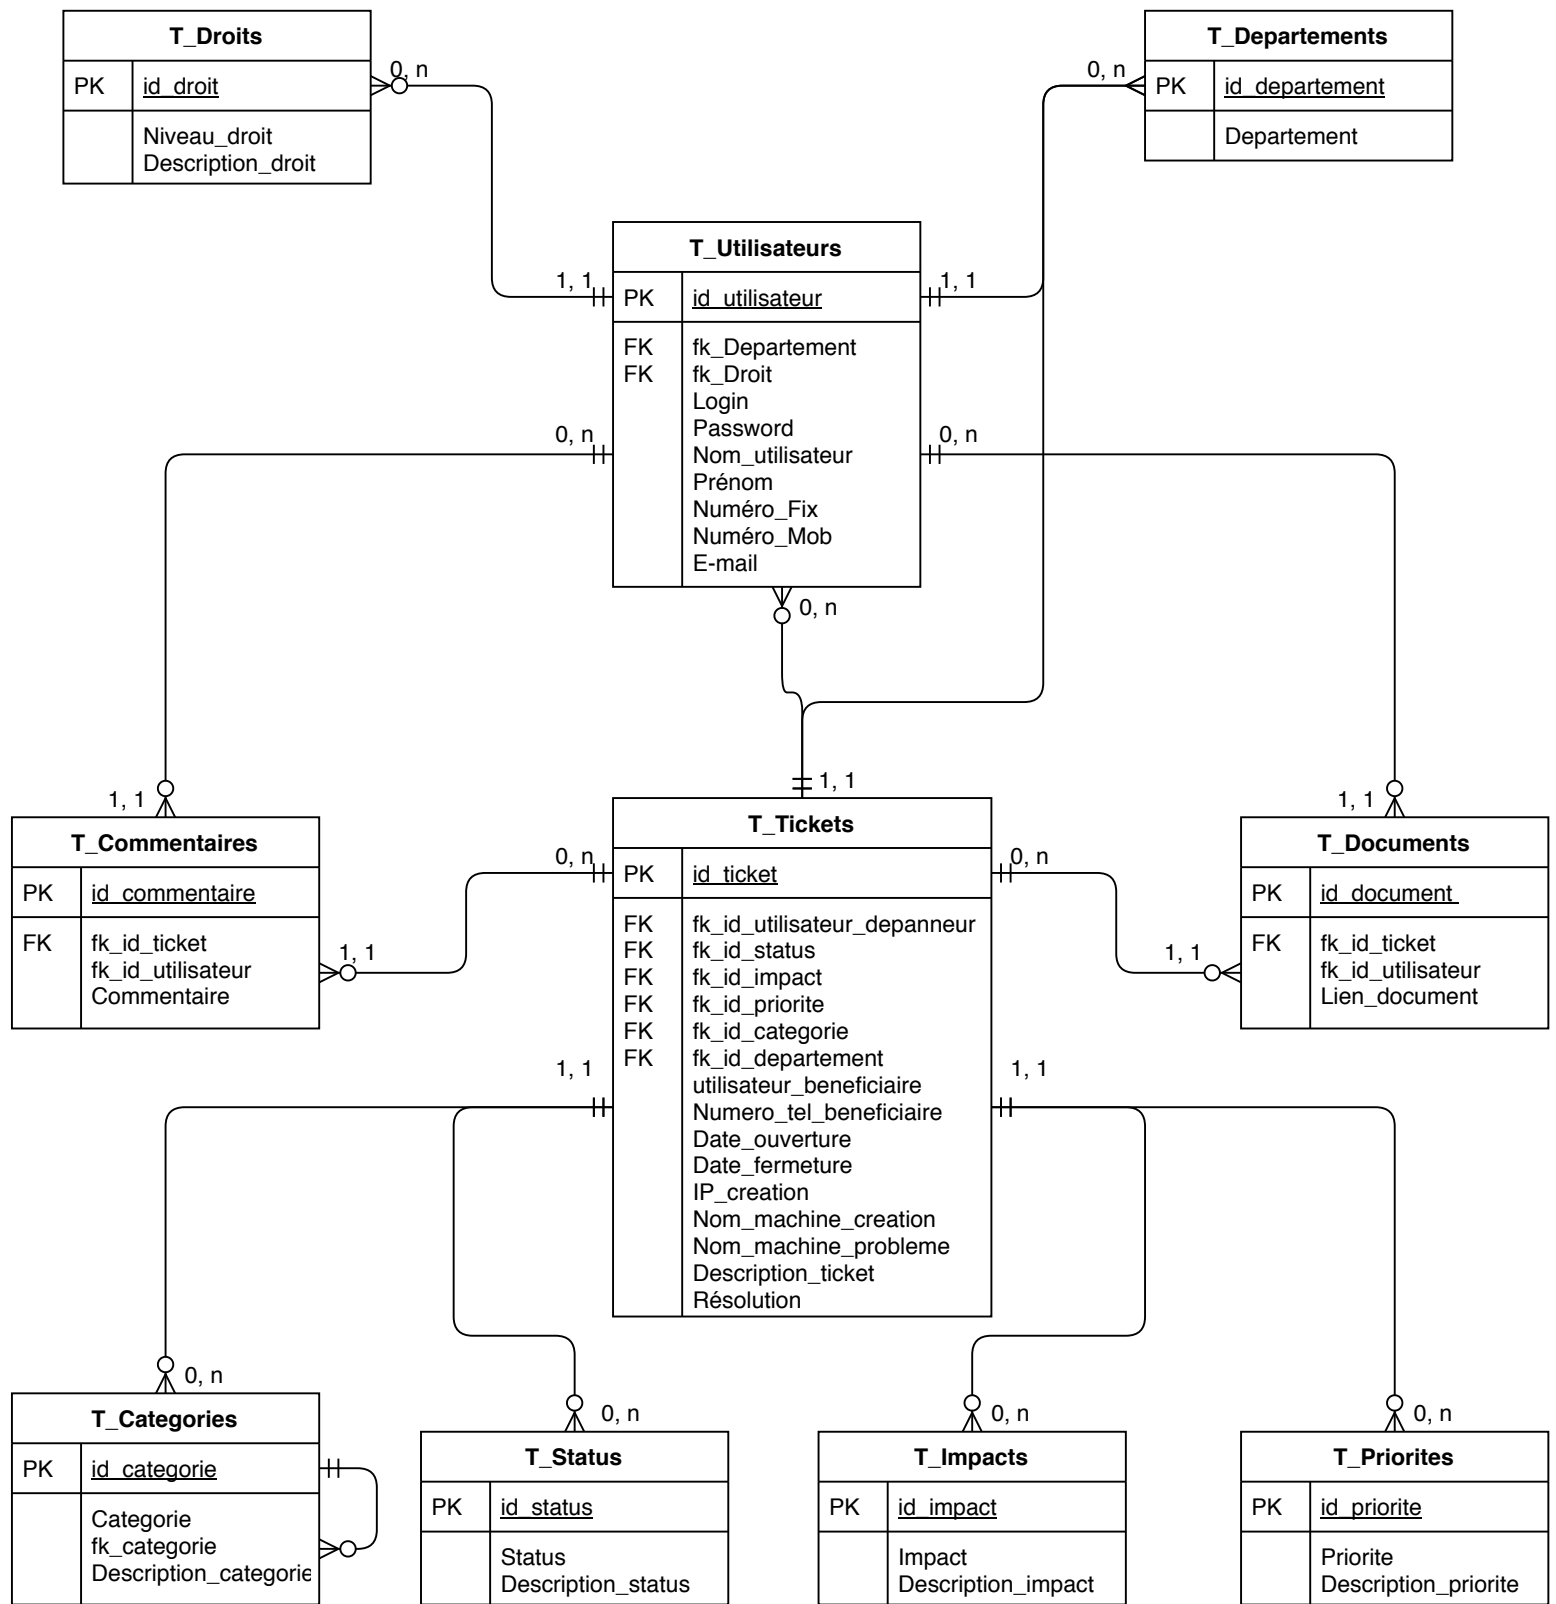 T_Droits
PK id_droit
Niveau_droit
Description_droit
0, n
T_Departements
PK id_departement
Departement
0, n
T_Utilisateurs
PK id_utilisateur
FK fk_Departement
FK fk_Droit
Login
Password
Nom_utilisateur
Prénom
Numéro_Fix
Numéro_Mob
E-mail
1, 1
1, 1
0, n
0, n
0, n
1, 1
T_Commentaires
PK id_commentaire
FK fk_id_ticket
fk_id_utilisateur
Commentaire
1, 1
1, 1
T_Tickets
PK id_ticket
FK fk_id_utilisateur_depanneur
FK fk_id_status
FK fk_id_impact
FK fk_id_priorite
FK fk_id_categorie
FK fk_id_departement
utilisateur_beneficiaire
Numero_tel_beneficiaire
Date_ouverture
Date_fermeture
IP_creation
Nom_machine_creation
Nom_machine_probleme
Description_ticket
Résolution
0, n
0, n
1, 1
1, 1
T_Documents
PK id_document
FK fk_id_ticket
fk_id_utilisateur
Lien_document
1, 1
1, 1
T_Categories
PK id_categorie
Categorie
fk_categorie
Description_categorie
0, n
T_Status
PK id_status
Status
Description_status
0, n
T_Impacts
PK id_impact
Impact
Description_impact
0, n
T_Priorites
PK id_priorite
Priorite
Description_priorite
0, n